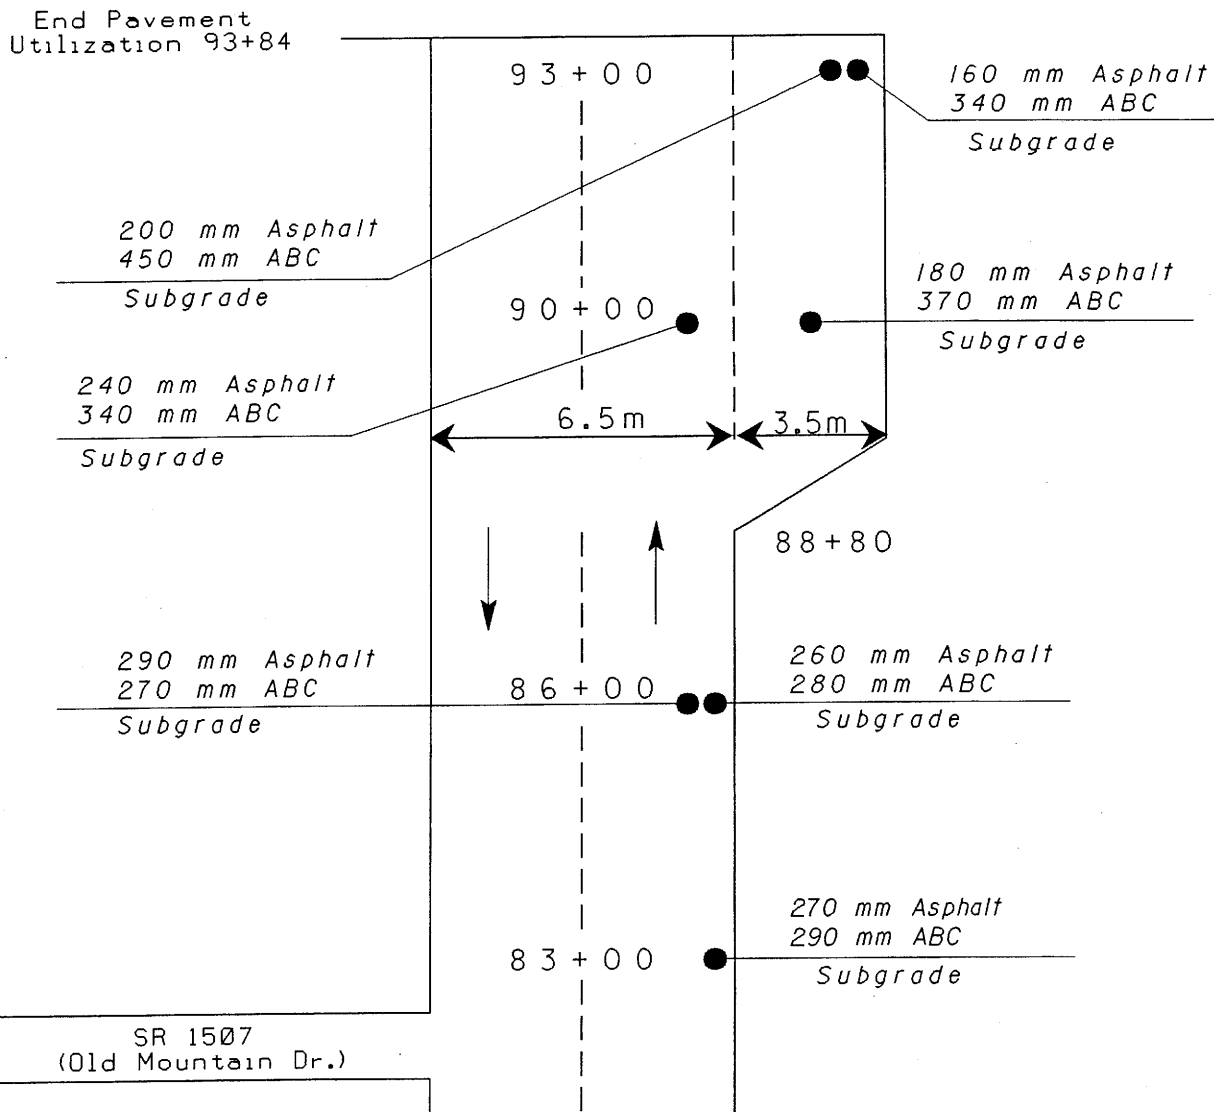 End Pavement
Utilization 93+84
93+00
160 mm Asphalt
340 mm ABC
Subgrade
200 mm Asphalt
450 mm ABC
Subgrade
90+00
180 mm Asphalt
370 mm ABC
Subgrade
240 mm Asphalt
340 mm ABC
Subgrade
6.5m
3.5m
88+80
290 mm Asphalt
270 mm ABC
Subgrade
86+00
260 mm Asphalt
280 mm ABC
Subgrade
83+00
270 mm Asphalt
290 mm ABC
Subgrade
SR 1507
(Old Mountain Dr.)